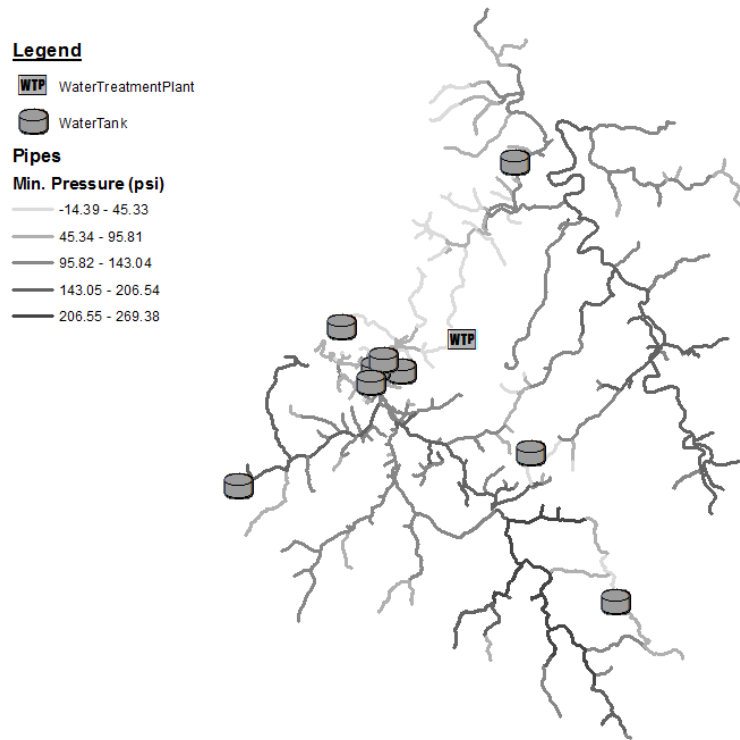 Legend
WTP WaterTreatmentPlant
WaterTank
Pipes
Min. Pressure (psi)
-14.39 - 45.33
45.34 - 95.81
95.82 - 143.04
143.05 - 206.54
206.55 - 269.38
WTP